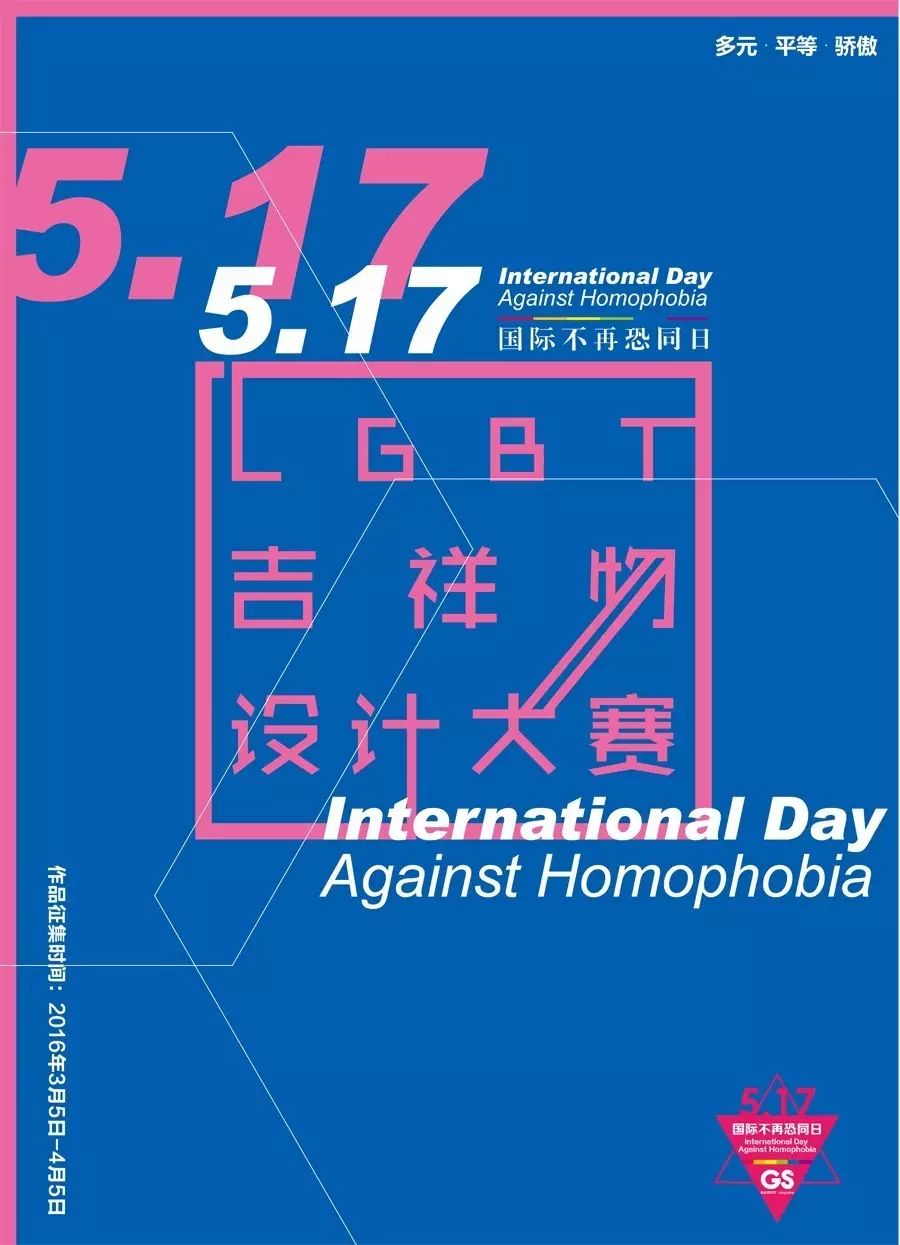 多元·平等·骄傲
5.17
5.17
International Day
Against Homophobia
国际不再恐同日
LGBT
吉祥物
设计大赛
International Day
Against Homophobia
作品征集时间：2016年3月5日-4月5日
5.17
国际不再恐同日
International Day
Against Homophobia
GS